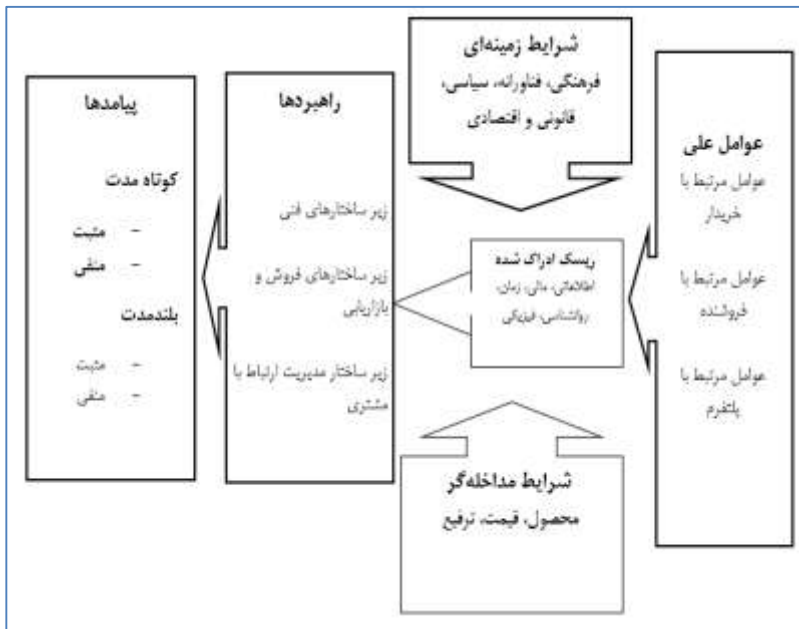 شرایط زمینه‌ای
فرهنگی، فناورانه، سیاسی،
قانونی و اقتصادی
عوامل علی
عوامل مرتبط با
خریدار
عوامل مرتبط با
فروشنده
عوامل مرتبط با
پلتفرم
ریسک ادراک شده
اطلاعاتی، مالی، زمان،
روانشناسی، فیزیکی
شرایط مداخله‌گر
محصول، قیمت، ترفیع
راهبردها
زیر ساختارهای فنی
زیر ساختارهای فروش و
بازاریابی
زیر ساختار مدیریت ارتباط با
مشتری
پیامدها
کوتاه مدت
- مثبت
- منفی
بلندمدت
- مثبت
- منفی